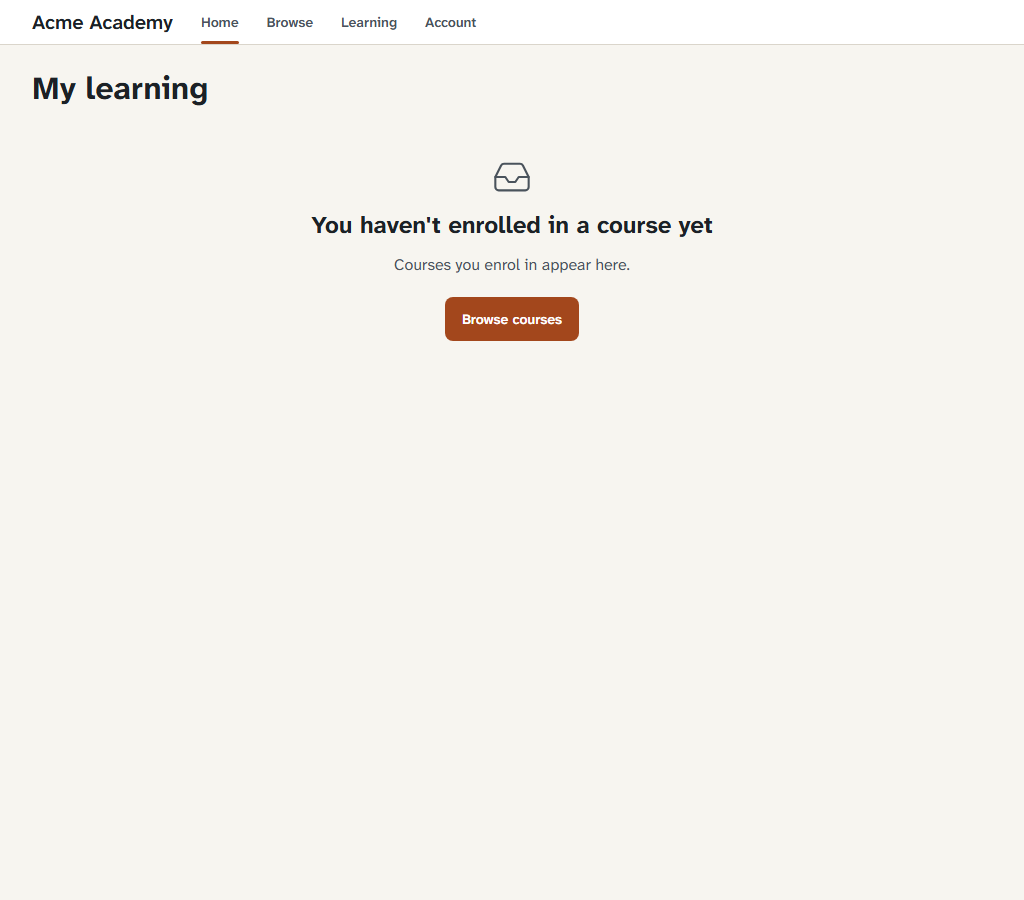 Acme Academy Home Browse Learning Account
My learning
You haven't enrolled in a course yet
Courses you enrol in appear here.
Browse courses